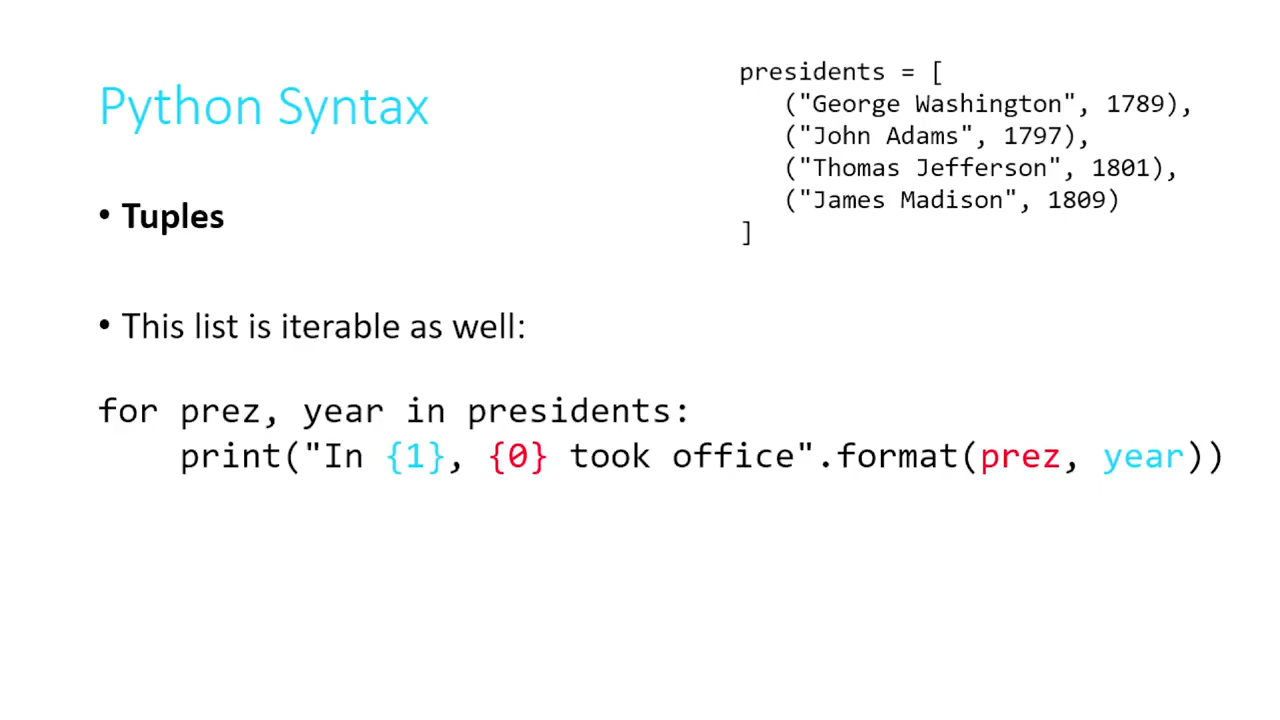 Python Syntax
presidents = [
("George Washington", 1789),
("John Adams", 1797),
("Thomas Jefferson", 1801),
("James Madison", 1809)
]
• Tuples
• This list is iterable as well:
for prez, year in presidents:
    print("In {1}, {0} took office".format(prez, year))